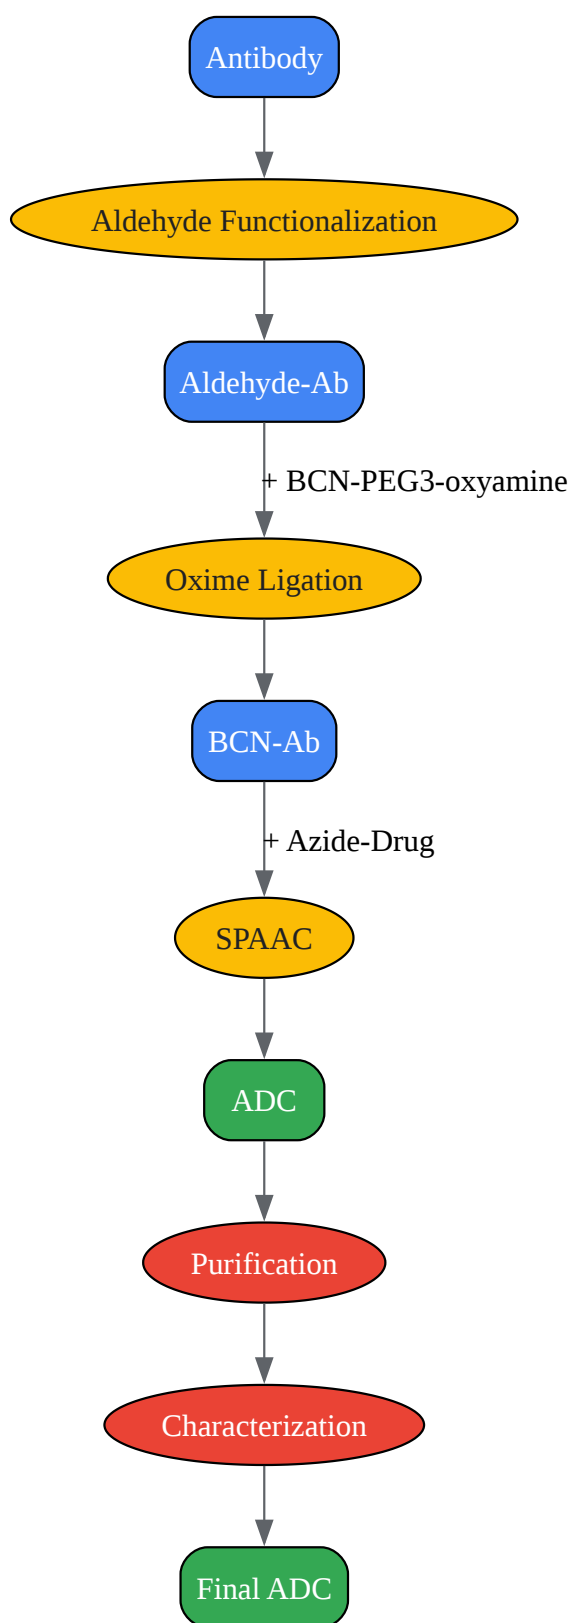 Antibody
Aldehyde Functionalization
Aldehyde-Ab
+ BCN-PEG3-oxyamine
Oxime Ligation
BCN-Ab
+ Azide-Drug
SPAAC
ADC
Purification
Characterization
Final ADC